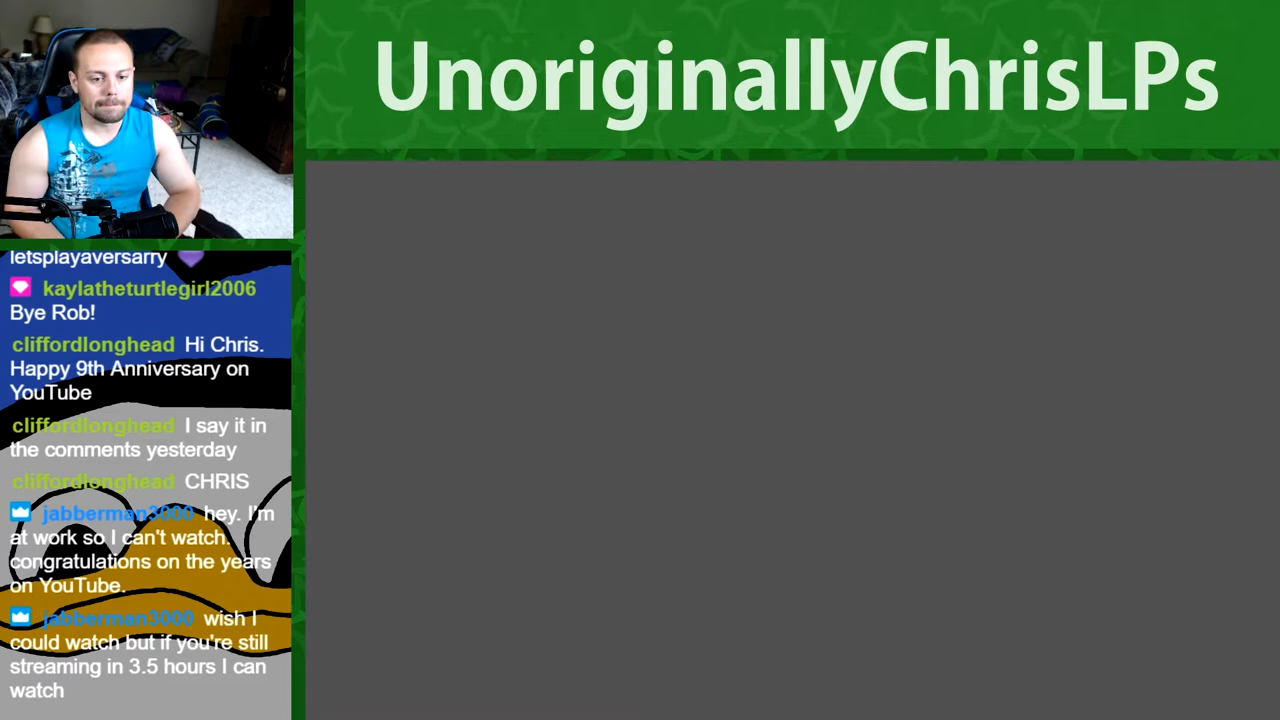 UnoriginallyChrisLPs
letsplayaversarry
kaylatheturtlegirl2006
Bye Rob!
cliffordlonghead Hi Chris.
Happy 9th Anniversary on
YouTube
cliffordlonghead I say it in
the comments yesterday
cliffordlonghead CHRIS
jabberman3000 hey. I'm
at work so I can't watch.
congratulations on the years
on YouTube.
jabberman3000 wish I
could watch but if you're still
streaming in 3.5 hours I can
watch